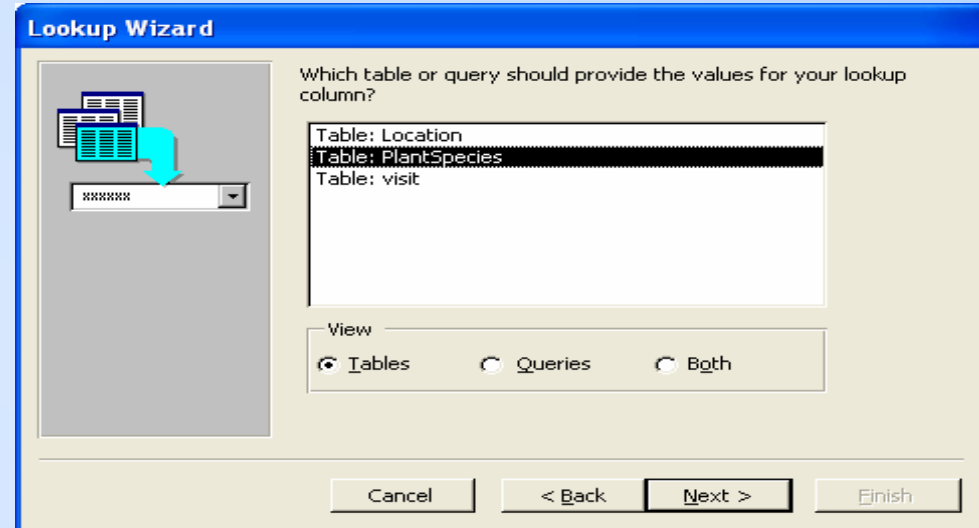 Lookup Wizard
Which table or query should provide the values for your lookup
column?
Table: Location
Table: PlantSpecies
Table: visit
xxxxxx
View
Tables
Queries
Both
Cancel
< Back
Next >
Finish